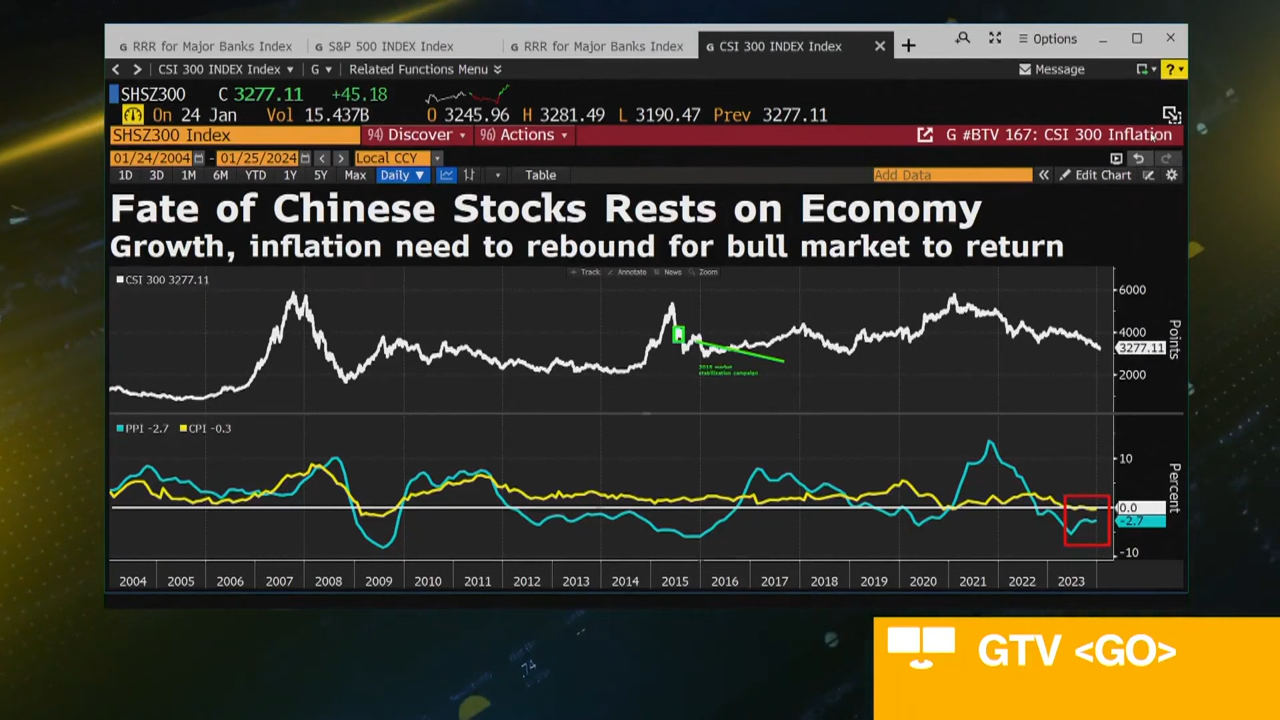 G RRR for Major Banks Index G S&P 500 INDEX Index G RRR for Major Banks Index G CSI 300 INDEX Index × + Options
< > CSI 300 INDEX Index G Related Functions Menu Message ?
SHSZ300 C 3277.11 +45.18
On 24 Jan Vol 15.437B O 3245.96 H 3281.49 L 3190.47 Prev 3277.11
SHSZ300 Index 94) Discover 96) Actions G #BTV 167: CSI 300 Inflation
01/24/2004 - 01/25/2024 < > Local CCY
1D 3D 1M 6M YTD 1Y 5Y Max Daily Table Add Data « Edit Chart
Fate of Chinese Stocks Rests on Economy
Growth, inflation need to rebound for bull market to return
Track Annotate News Zoom
CSI 300 3277.11
6000
4000
3277.11
2000
Points
2015 market
stabilization campaign
PPI -2.7 CPI -0.3
10
0.0
-2.7
-10
Percent
2004 2005 2006 2007 2008 2009 2010 2011 2012 2013 2014 2015 2016 2017 2018 2019 2020 2021 2022 2023
GTV <GO>